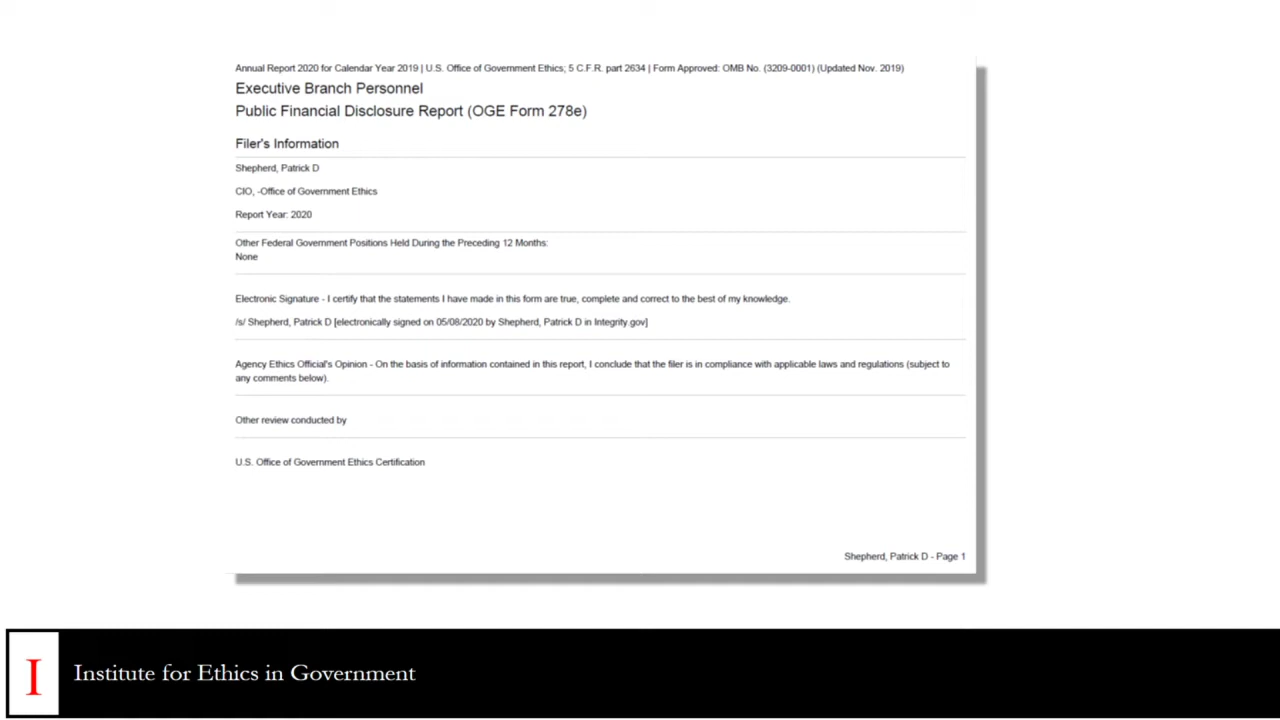 Annual Report 2020 for Calendar Year 2019 | U.S. Office of Government Ethics; 5 C.F.R. part 2634 | Form Approved: OMB No. (3209-0001) (Updated Nov. 2019)
Executive Branch Personnel
Public Financial Disclosure Report (OGE Form 278e)
Filer's Information
Shepherd, Patrick D
CIO, -Office of Government Ethics
Report Year: 2020
Other Federal Government Positions Held During the Preceding 12 Months:
None
Electronic Signature - I certify that the statements I have made in this form are true, complete and correct to the best of my knowledge.
/s/ Shepherd, Patrick D [electronically signed on 05/08/2020 by Shepherd, Patrick D in Integrity.gov]
Agency Ethics Official's Opinion - On the basis of information contained in this report, I conclude that the filer is in compliance with applicable laws and regulations (subject to
any comments below).
Other review conducted by
U.S. Office of Government Ethics Certification
Shepherd, Patrick D - Page 1
I
Institute for Ethics in Government